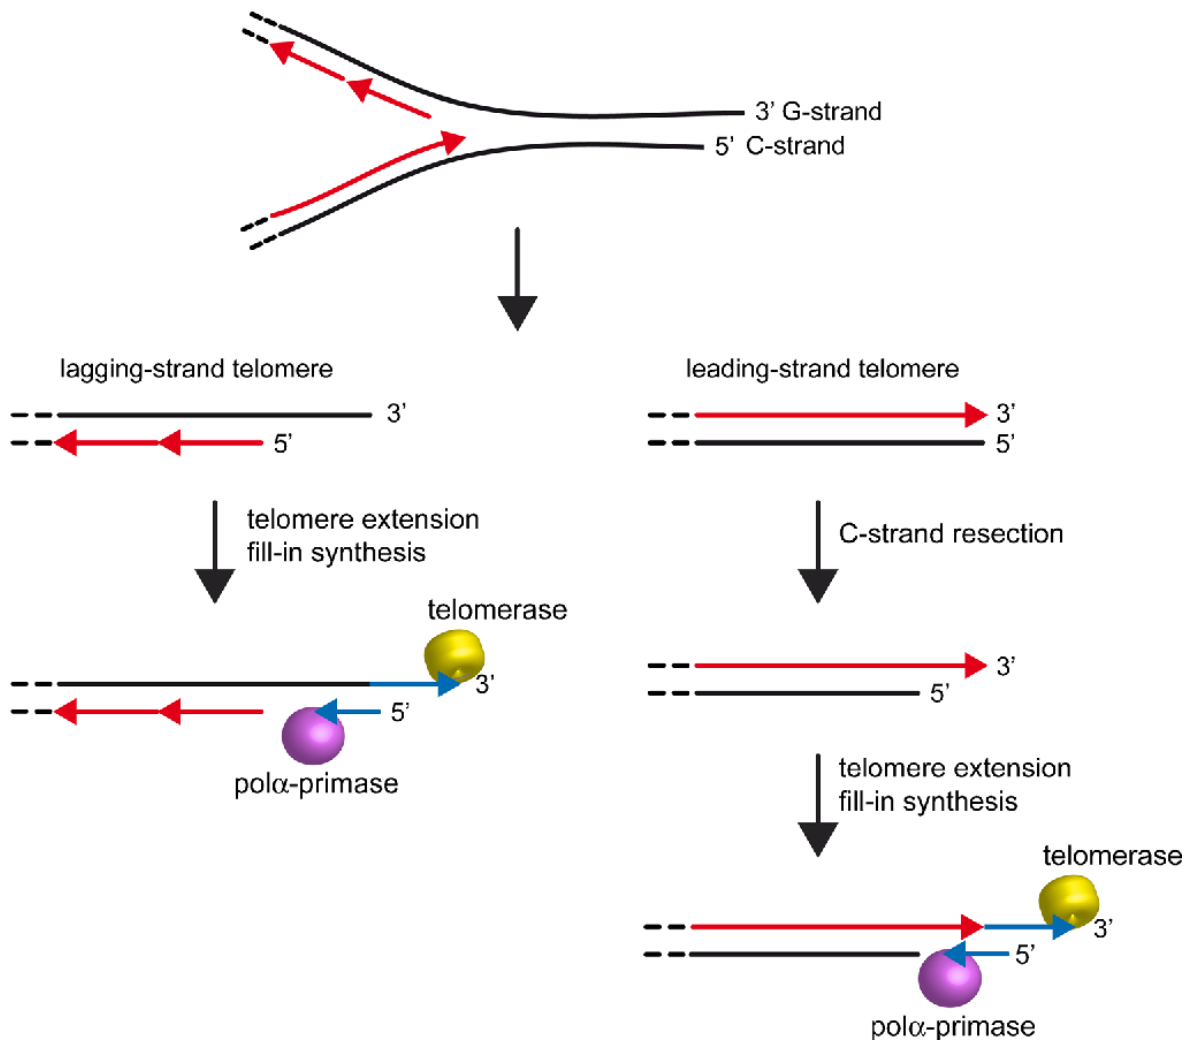 3’ G-strand
5’ C-strand
lagging-strand telomere
3’
5’
telomere extension
fill-in synthesis
telomerase
3’
5’
polα-primase
leading-strand telomere
3’
5’
C-strand resection
3’
5’
telomere extension
fill-in synthesis
telomerase
3’
5’
polα-primase